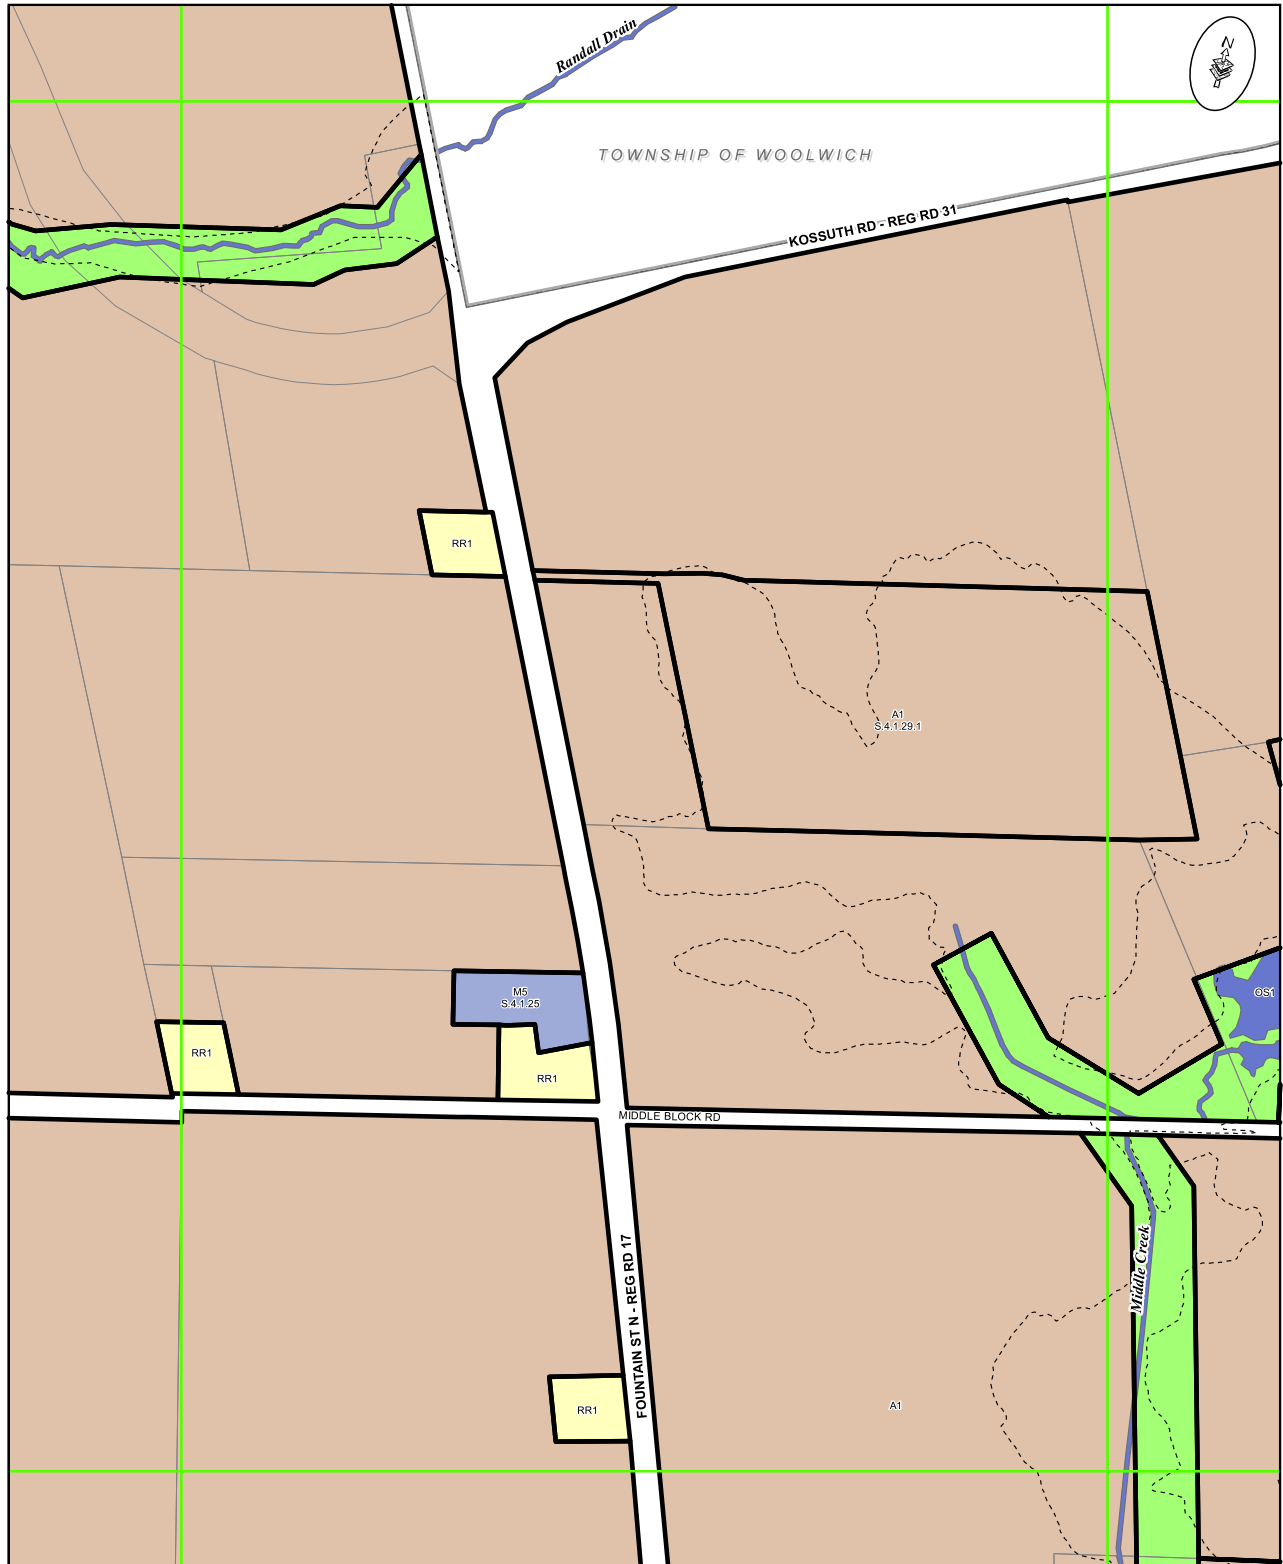 Randall Drain
N
TOWNSHIP OF WOOLWICH
KOSSUTH RD - REG RD 31
RR1
A1
S.4.1.29.1
M5
S.4.1.25
OS1
RR1
RR1
MIDDLE BLOCK RD
Middle Creek
FOUNTAIN ST N - REG RD 17
RR1
A1